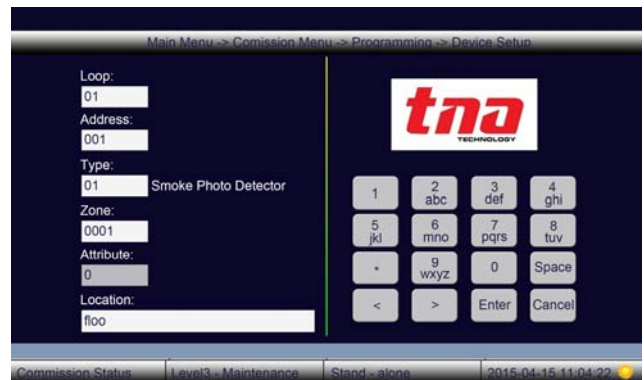 Main Menu -> Comission Menu -> Programming -> Device Setup
Loop:
01
Address:
001
Type:
01 Smoke Photo Detector
Zone:
0001
Attribute:
0
Location:
floo
tna
TECHNOLOGY
1
2
abc
3
def
4
ghi
5
jkl
6
mno
7
pqrs
8
tuv
9
wxyz
0
Space
<
>
Enter
Cancel
Commission Status
Level3 - Maintenance
Stand - alone
2015-04-15 11:04:22